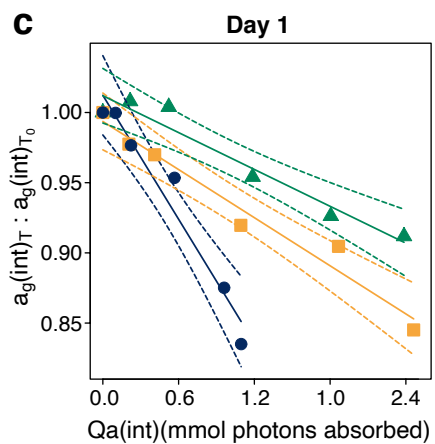 c
Day 1
a_g(int)_T : a_g(int)_T₀
1.00
0.95
0.90
0.85
0.0 0.6 1.2 1.0 2.4
Qa(int)(mmol photons absorbed)